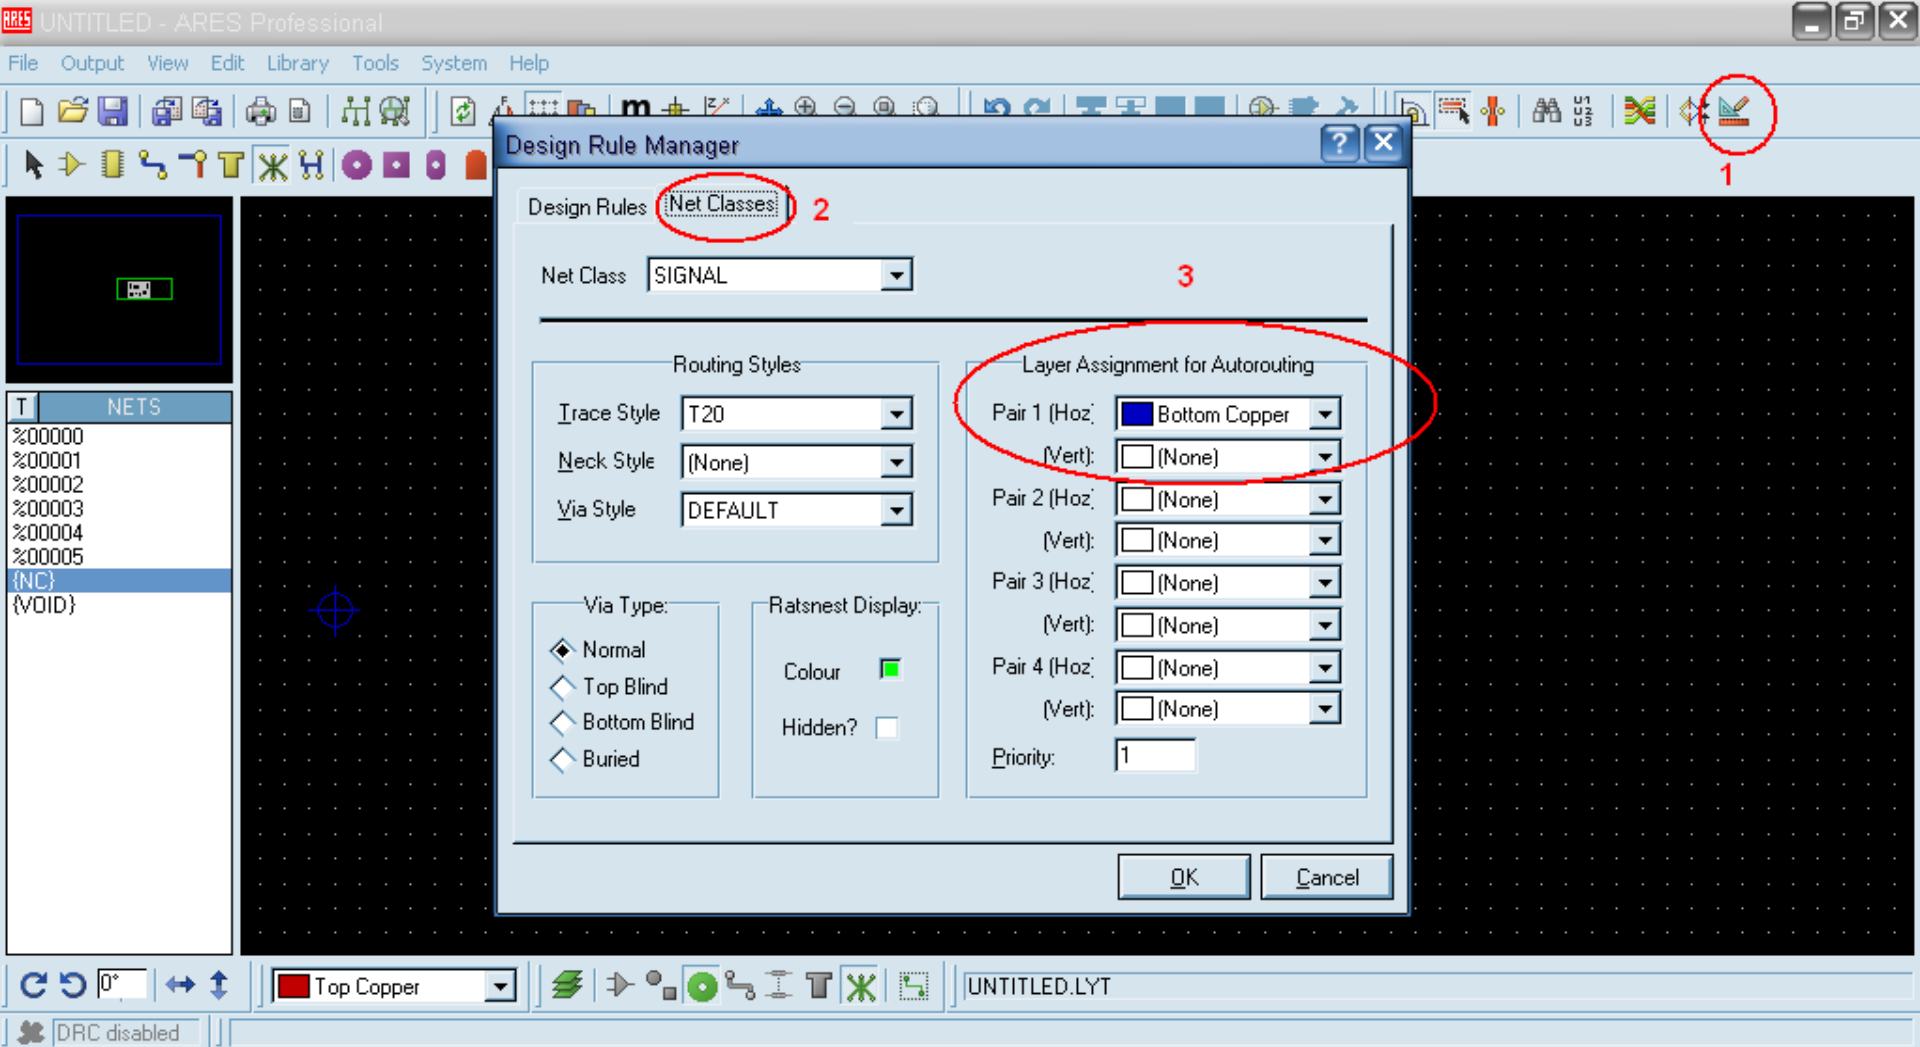 ARES UNTITLED - ARES Professional
File Output View Edit Library Tools System Help
1
Design Rule Manager
Design Rules Net Classes 2
Net Class SIGNAL 3
Routing Styles
Trace Style T20
Neck Style (None)
Via Style DEFAULT
Via Type:
Normal
Top Blind
Bottom Blind
Buried
Ratsnest Display:
Colour
Hidden?
Layer Assignment for Autorouting
Pair 1 (Hoz) Bottom Copper
(Vert): (None)
Pair 2 (Hoz) (None)
(Vert): (None)
Pair 3 (Hoz) (None)
(Vert): (None)
Pair 4 (Hoz) (None)
(Vert): (None)
Priority: 1
OK Cancel
T NETS
%00000
%00001
%00002
%00003
%00004
%00005
{NC}
{VOID}
0° Top Copper UNTITLED.LYT
DRC disabled